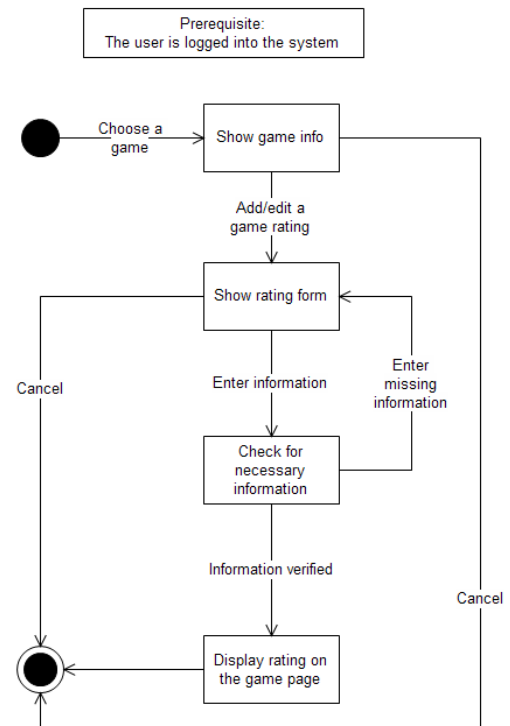 Prerequisite:
The user is logged into the system
Choose a
game
Show game info
Add/edit a
game rating
Show rating form
Cancel
Enter information
Enter
missing
information
Check for
necessary
information
Information verified
Cancel
Display rating on
the game page